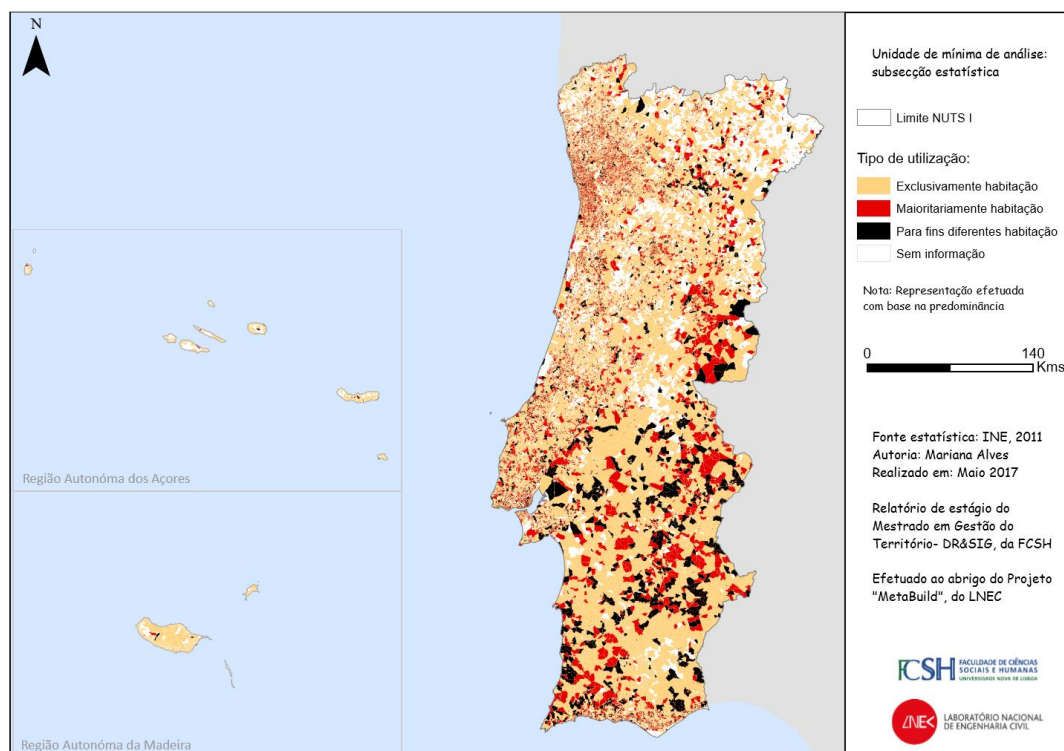 N
Região Autonóma dos Açores
Região Autonóma da Madeira
Unidade de mínima de análise:
subsecção estatística
Limite NUTS I
Tipo de utilização:
Exclusivamente habitação
Maioritariamente habitação
Para fins diferentes habitação
Sem informação
Nota: Representação efetuada
com base na predominância
0 140
Kms
Fonte estatística: INE, 2011
Autoria: Mariana Alves
Realizado em: Maio 2017
Relatório de estágio do
Mestrado em Gestão do
Território- DR&SIG, da FCSH
Efetuado ao abrigo do Projeto
"MetaBuild", do LNEC
FCSH FACULDADE DE CIÊNCIAS
SOCIAIS E HUMANAS
UNIVERSIDADE NOVA DE LISBOA
LNEC LABORATÓRIO NACIONAL
DE ENGENHARIA CIVIL